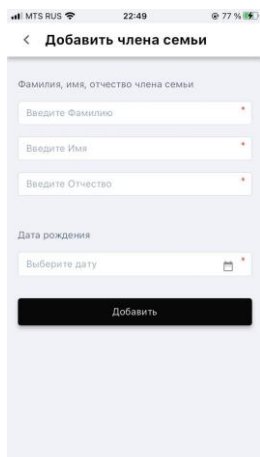 MTS RUS 22:49 77 %
Добавить члена семьи
Фамилия, имя, отчество члена семьи
Введите Фамилию *
Введите Имя *
Введите Отчество *
Дата рождения
Выберите дату *
Добавить